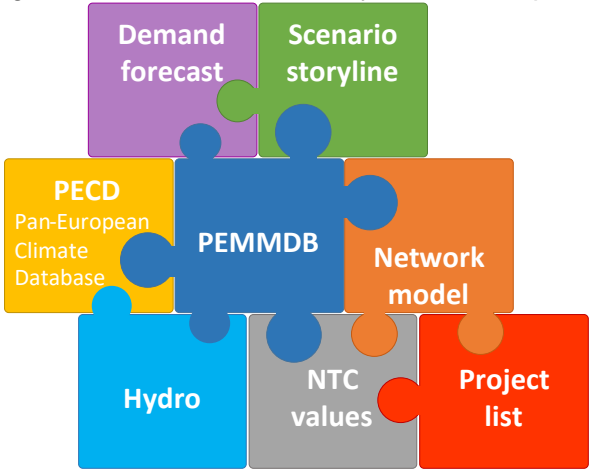 Demand
forecast
Scenario
storyline
PECD
Pan-European
Climate
Database
PEMMDB
Network
model
Hydro
NTC
values
Project
list